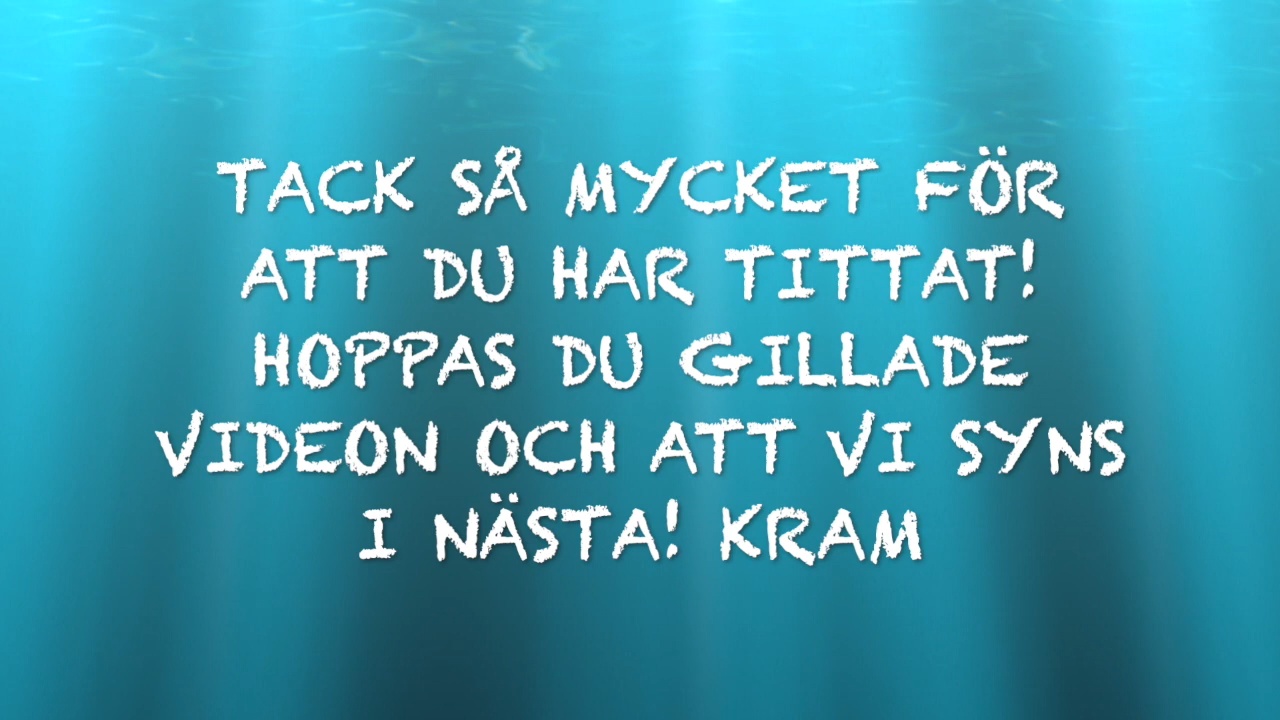 TACK SÅ MYCKET FÖR
ATT DU HAR TITTAT!
HOPPAS DU GILLADE
VIDEON OCH ATT VI SYNS
I NÄSTA! KRAM